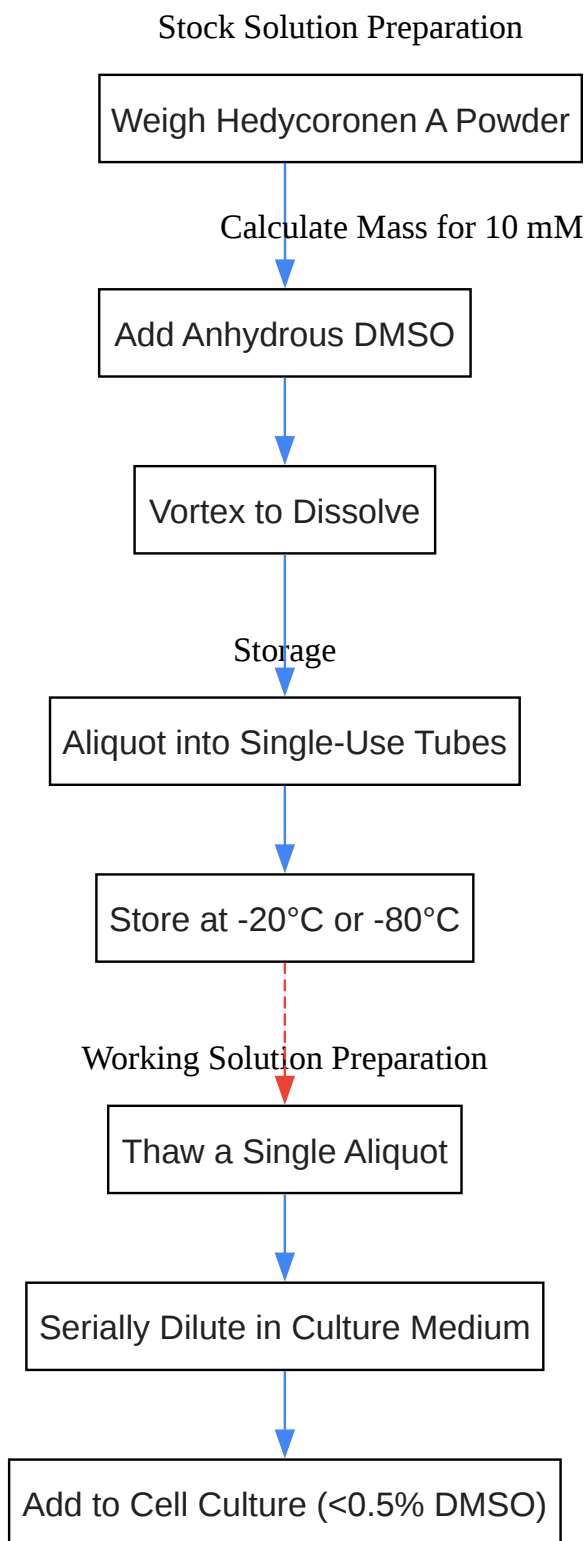 Stock Solution Preparation
Weigh Hedycoronen A Powder
Calculate Mass for 10 mM
Add Anhydrous DMSO
Vortex to Dissolve
Storage
Aliquot into Single-Use Tubes
Store at -20°C or -80°C
Working Solution Preparation
Thaw a Single Aliquot
Serially Dilute in Culture Medium
Add to Cell Culture (<0.5% DMSO)